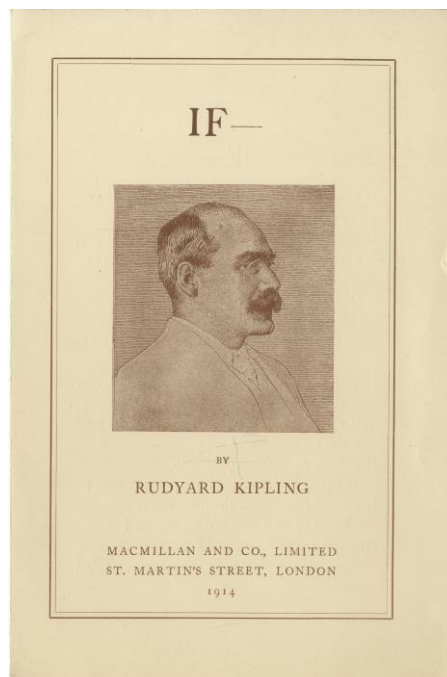 IF—
BY
RUDYARD KIPLING
MACMILLAN AND CO., LIMITED
ST. MARTIN'S STREET, LONDON
1914